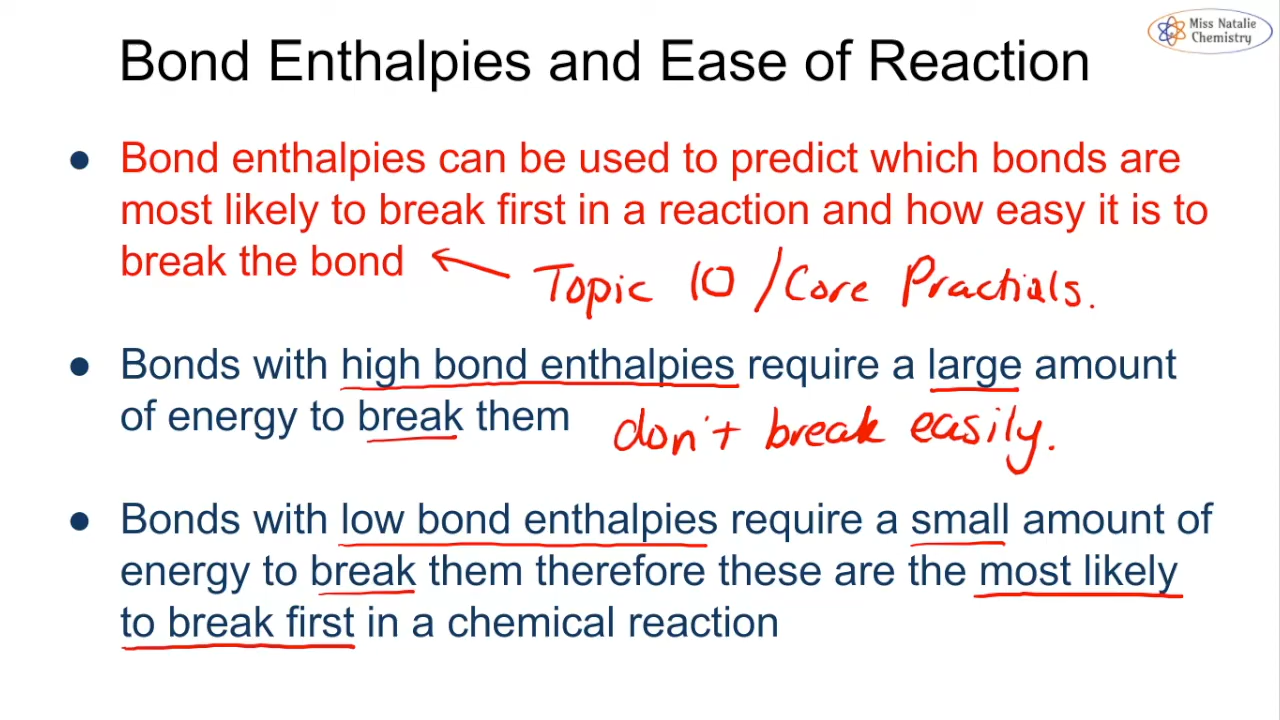 Miss Natalie
Chemistry
Bond Enthalpies and Ease of Reaction
● Bond enthalpies can be used to predict which bonds are
most likely to break first in a reaction and how easy it is to
break the bond
Topic 10 / Core Practials.
● Bonds with high bond enthalpies require a large amount
of energy to break them
don't break easily.
● Bonds with low bond enthalpies require a small amount of
energy to break them therefore these are the most likely
to break first in a chemical reaction